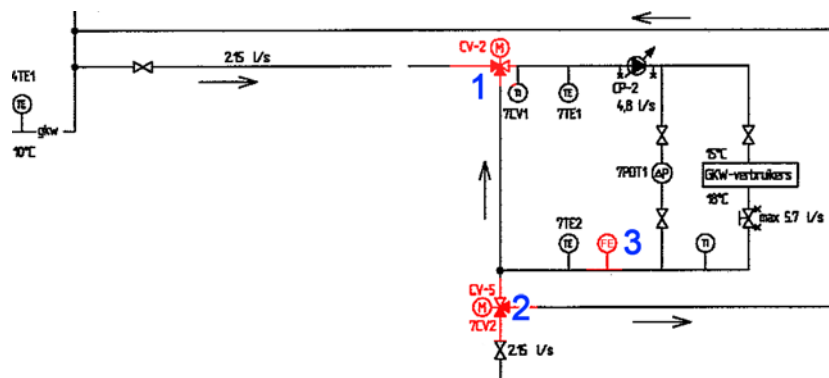 CV-2
M
2.15 l/s
4TE1
TE
1
TI
TE
CP-2
7CV1
7TE1
4,8 l/s
gkw
10°C
15°C
7PDT1
ΔP
GKW-verbruikers
18°C
max 5.7 l/s
7TE2
TE
FE
3
TI
CV-5
M
2
7CV2
2.15 l/s